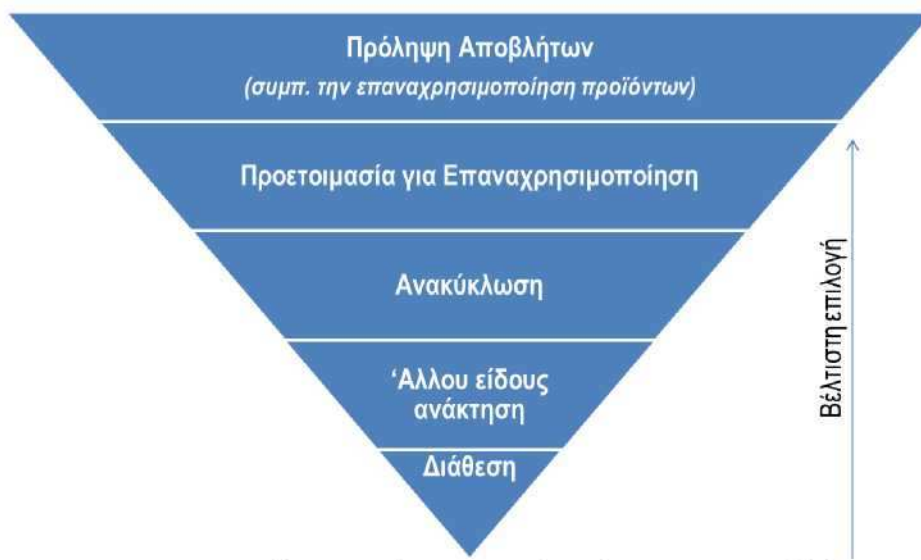 Πρόληψη Αποβλήτων
(συμπ. την επαναχρησιμοποίηση προϊόντων)
Προετοιμασία για Επαναχρησιμοποίηση
Ανακύκλωση
‘Αλλου είδους
ανάκτηση
Διάθεση
Βέλτιστη επιλογή